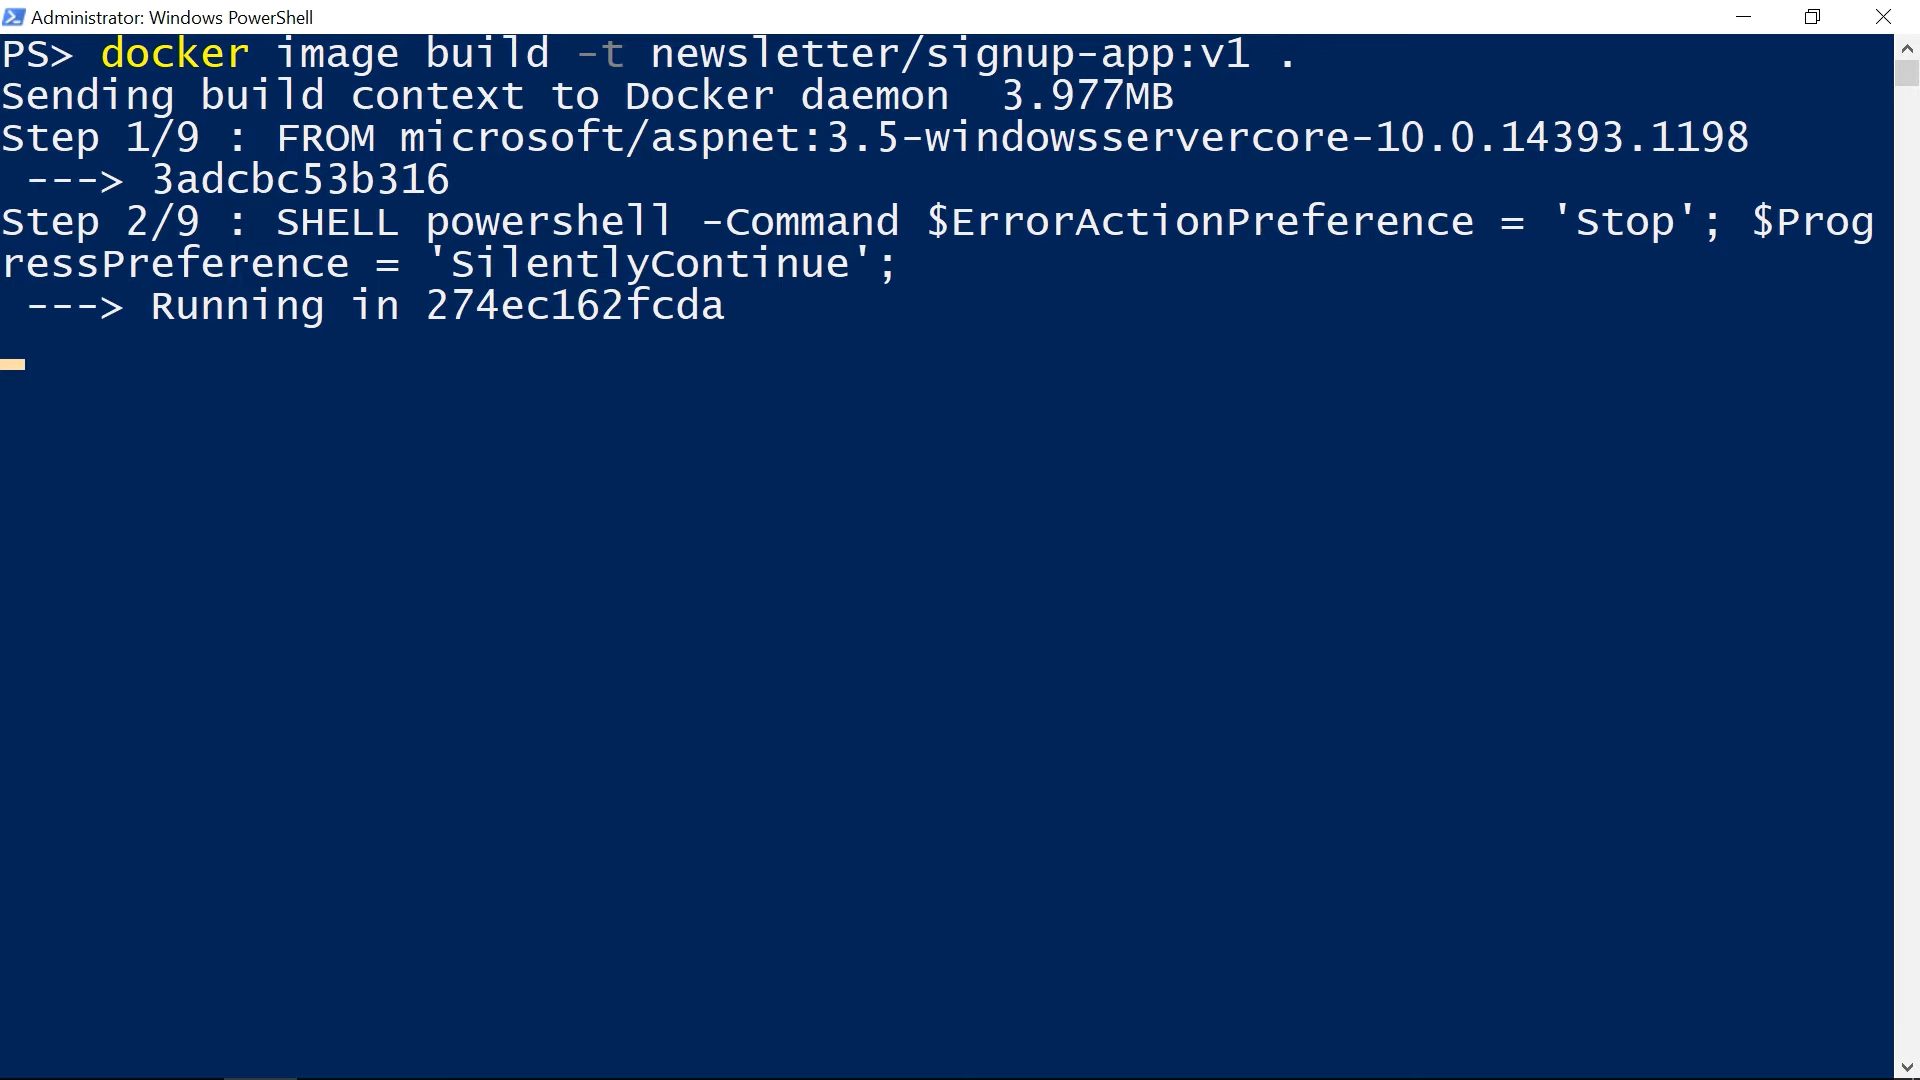 Administrator: Windows PowerShell
PS> docker image build -t newsletter/signup-app:v1 .
Sending build context to Docker daemon  3.977MB
Step 1/9 : FROM microsoft/aspnet:3.5-windowsservercore-10.0.14393.1198
 ---> 3adcbc53b316
Step 2/9 : SHELL powershell -Command $ErrorActionPreference = 'Stop'; $Prog
ressPreference = 'SilentlyContinue';
 ---> Running in 274ec162fcda